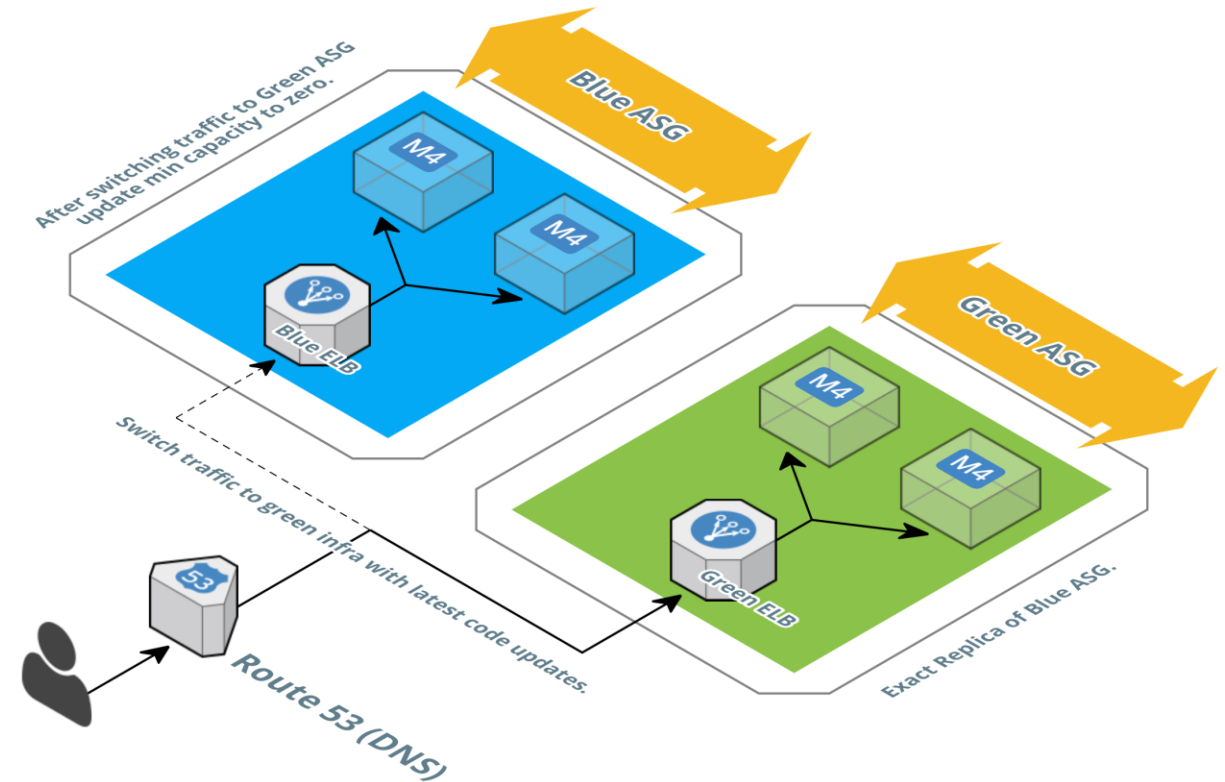 Blue ASG
After switching traffic to Green ASG
update min capacity to zero.
M4
M4
Blue ELB
Green ASG
M4
M4
Green ELB
Switch traffic to green infra with latest code updates.
Exact Replica of Blue ASG.
53
Route 53 (DNS)